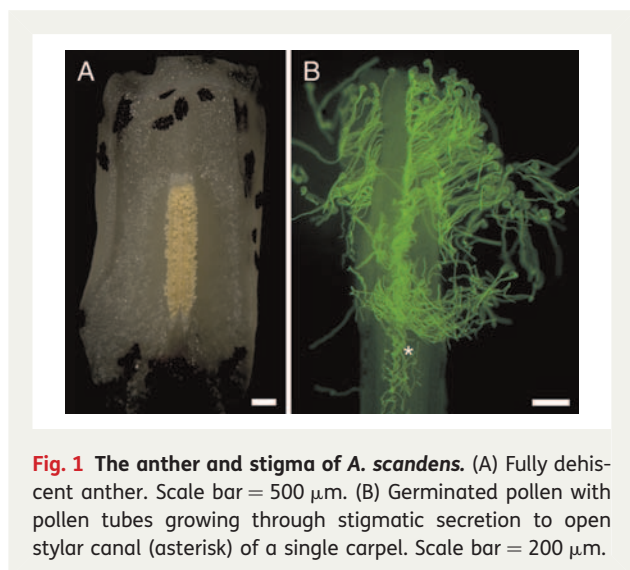 A
B
*
Fig. 1 The anther and stigma of A. scandens. (A) Fully dehis-
cent anther. Scale bar = 500 μm. (B) Germinated pollen with
pollen tubes growing through stigmatic secretion to open
stylar canal (asterisk) of a single carpel. Scale bar = 200 μm.